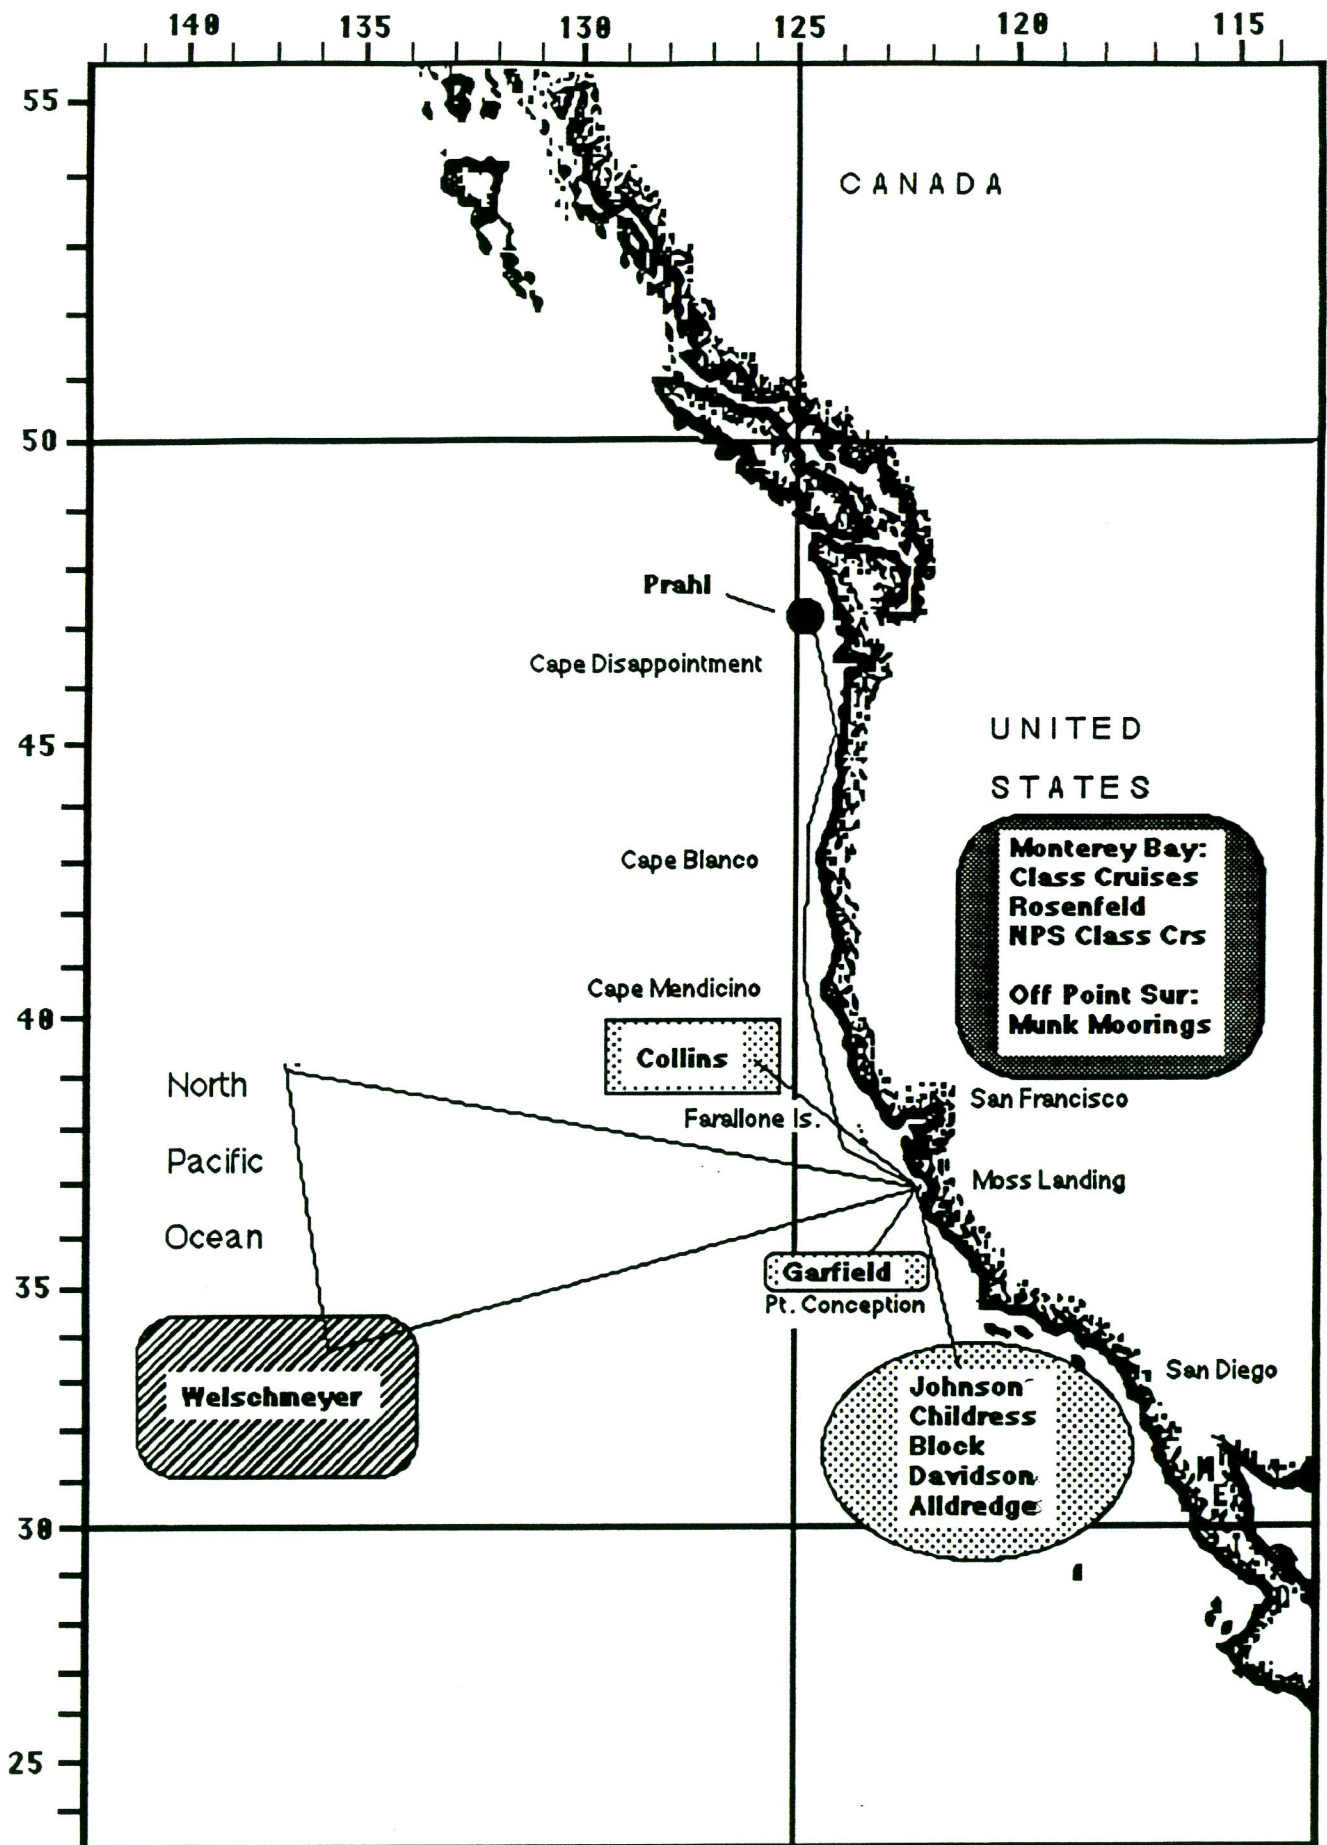 140 135 130 125 120 115
55
CANADA
50
Prahl
Cape Disappointment
UNITED
45
STATES
Monterey Bay:
Class Cruises
Rosenfeld
NPS Class Crs
Off Point Sur:
Munk Moorings
Cape Blanco
Cape Mendicino
40
Collins
North
San Francisco
Farallone Is.
Pacific
Moss Landing
Ocean
35
Garfield
Pt. Conception
San Diego
Welschmeyer
Johnson
Childress
Block
Davidson
Alldredge
M
E
30
25